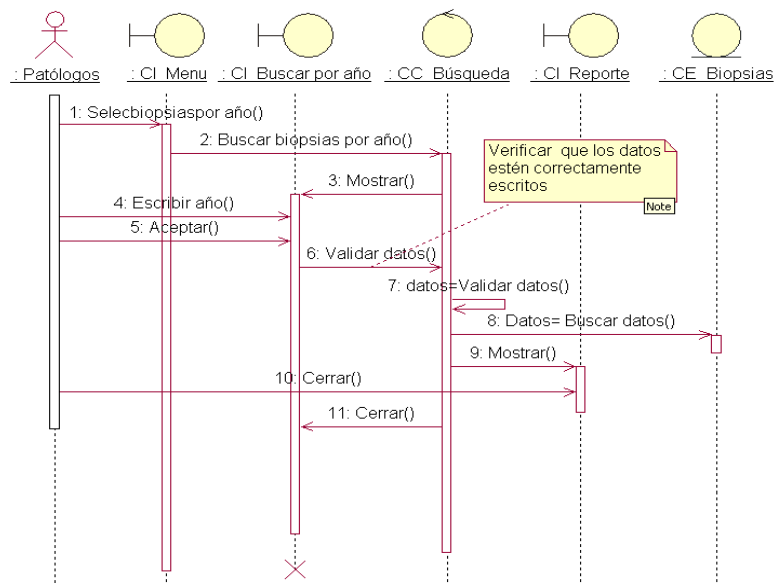 : Patólogos
: CI_Menu
: CI_Buscar por año
: CC_Búsqueda
: CI_Reporte
: CE_Biopsias
1: Selecbiopsiaspor año()
2: Buscar biopsias por año()
Verificar que los datos
estén correctamente
escritos
Note
3: Mostrar()
4: Escribir año()
5: Aceptar()
6: Validar datos()
7: datos=Validar datos()
8: Datos= Buscar datos()
9: Mostrar()
10: Cerrar()
11: Cerrar()